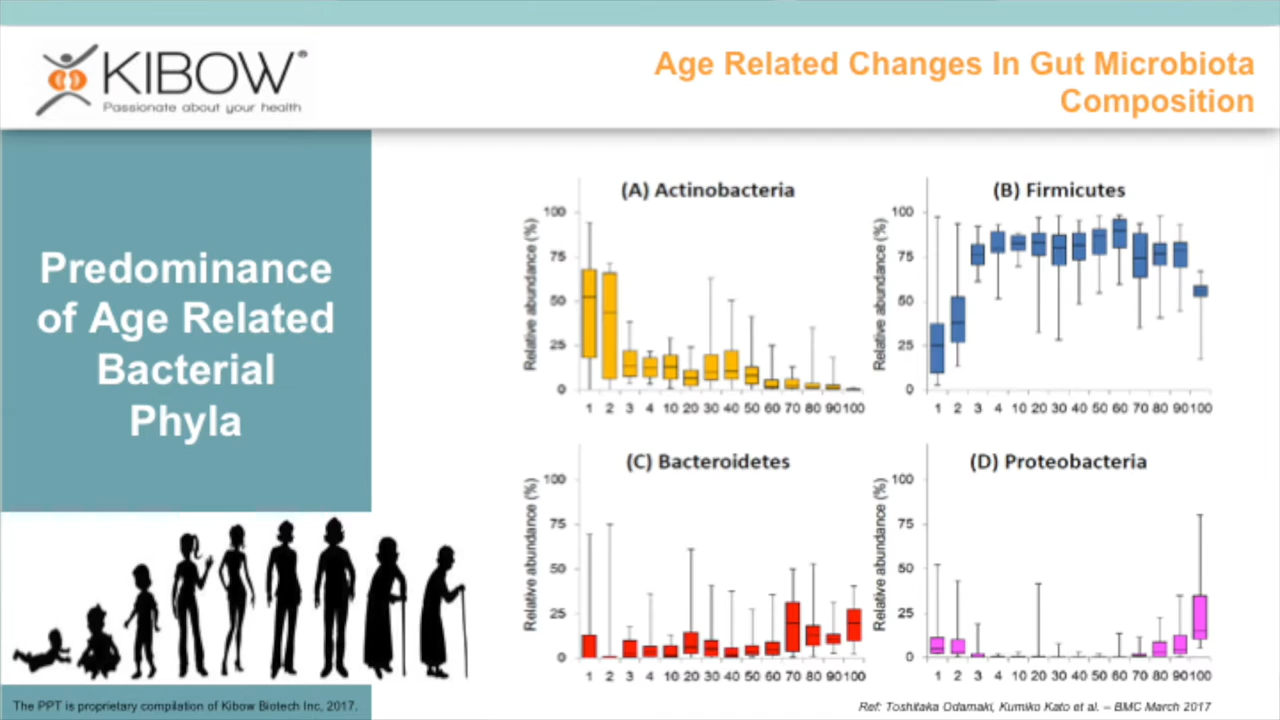 KIBOW®
Passionate about your health
Age Related Changes In Gut Microbiota
Composition
Predominance
of Age Related
Bacterial
Phyla
(A) Actinobacteria
Relative abundance (%)
100
75
50
25
0
1 2 3 4 10 20 30 40 50 60 70 80 90 100
(B) Firmicutes
Relative abundance (%)
100
75
50
25
0
1 2 3 4 10 20 30 40 50 60 70 80 90 100
(C) Bacteroidetes
Relative abundance (%)
100
75
50
25
0
1 2 3 4 10 20 30 40 50 60 70 80 90 100
(D) Proteobacteria
Relative abundance (%)
100
75
50
25
0
1 2 3 4 10 20 30 40 50 60 70 80 90 100
The PPT is proprietary compilation of Kibow Biotech Inc, 2017.
Ref: Toshitaka Odamaki, Kumiko Kato et al. – BMC March 2017